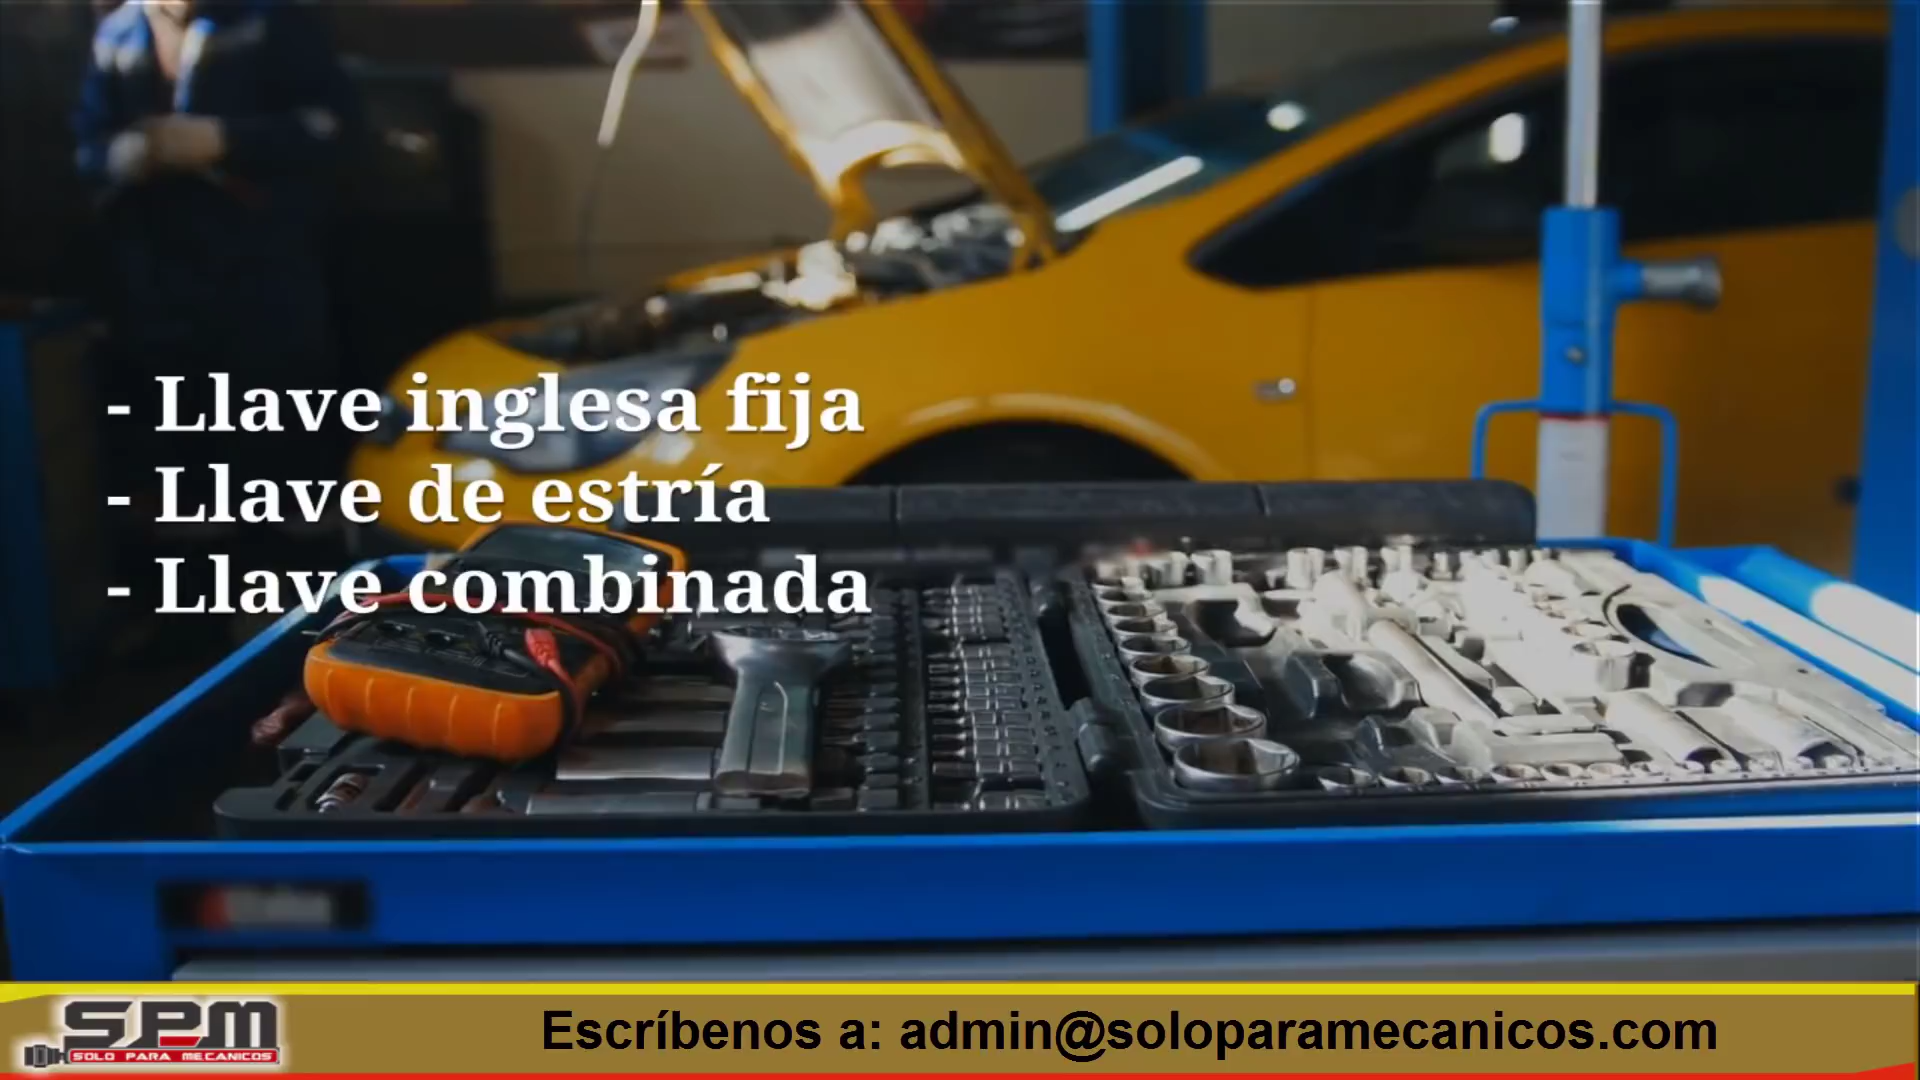 - Llave inglesa fija
- Llave de estría
- Llave combinada
SPM
SOLO PARA MECANICOS
Escríbenos a: admin@soloparamecanicos.com